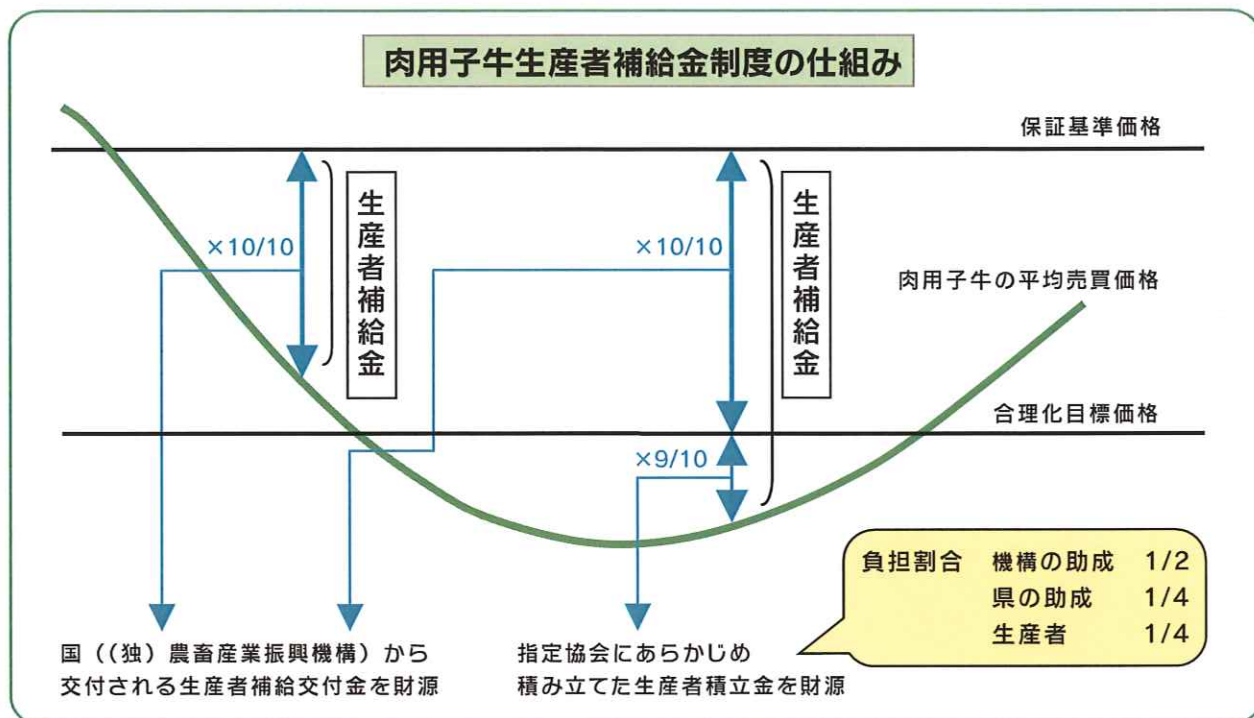 肉用子牛生産者補給金制度の仕組み
保証基準価格
×10/10
生産者補給金
×10/10
生産者補給金
肉用子牛の平均売買価格
合理化目標価格
×9/10
負担割合 機構の助成 1/2
県の助成 1/4
生産者 1/4
国((独)農畜産業振興機構)から
交付される生産者補給交付金を財源
指定協会にあらかじめ
積み立てた生産者積立金を財源